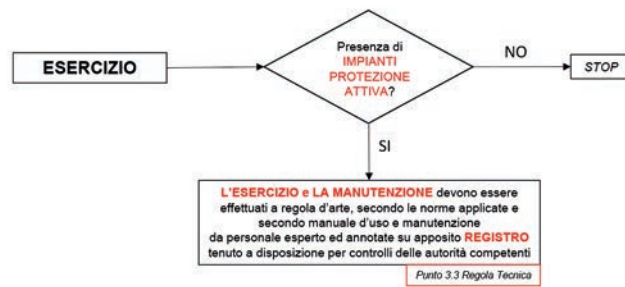 Presenza di
IMPIANTI
PROTEZIONE
ATTIVA?
ESERCIZIO
NO
STOP
SI
L'ESERCIZIO e LA MANUTENZIONE devono essere
effettuati a regola d'arte, secondo le norme applicate e
secondo manuale d'uso e manutenzione
da personale esperto ed annotate su apposito REGISTRO
tenuto a disposizione per controlli delle autorità competenti
Punto 3.3 Regola Tecnica